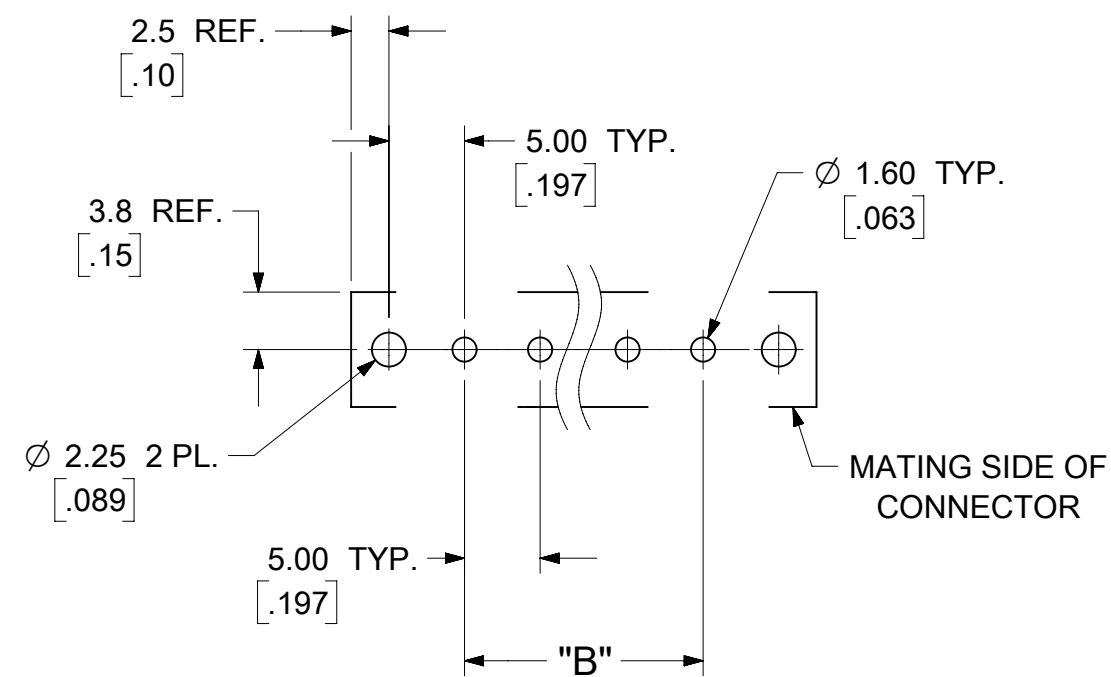 2.5 REF.
[.10]
5.00 TYP.
[.197]
∅ 1.60 TYP.
[.063]
3.8 REF.
[.15]
∅ 2.25 2 PL.
[.089]
MATING SIDE OF
CONNECTOR
5.00 TYP.
[.197]
"B"